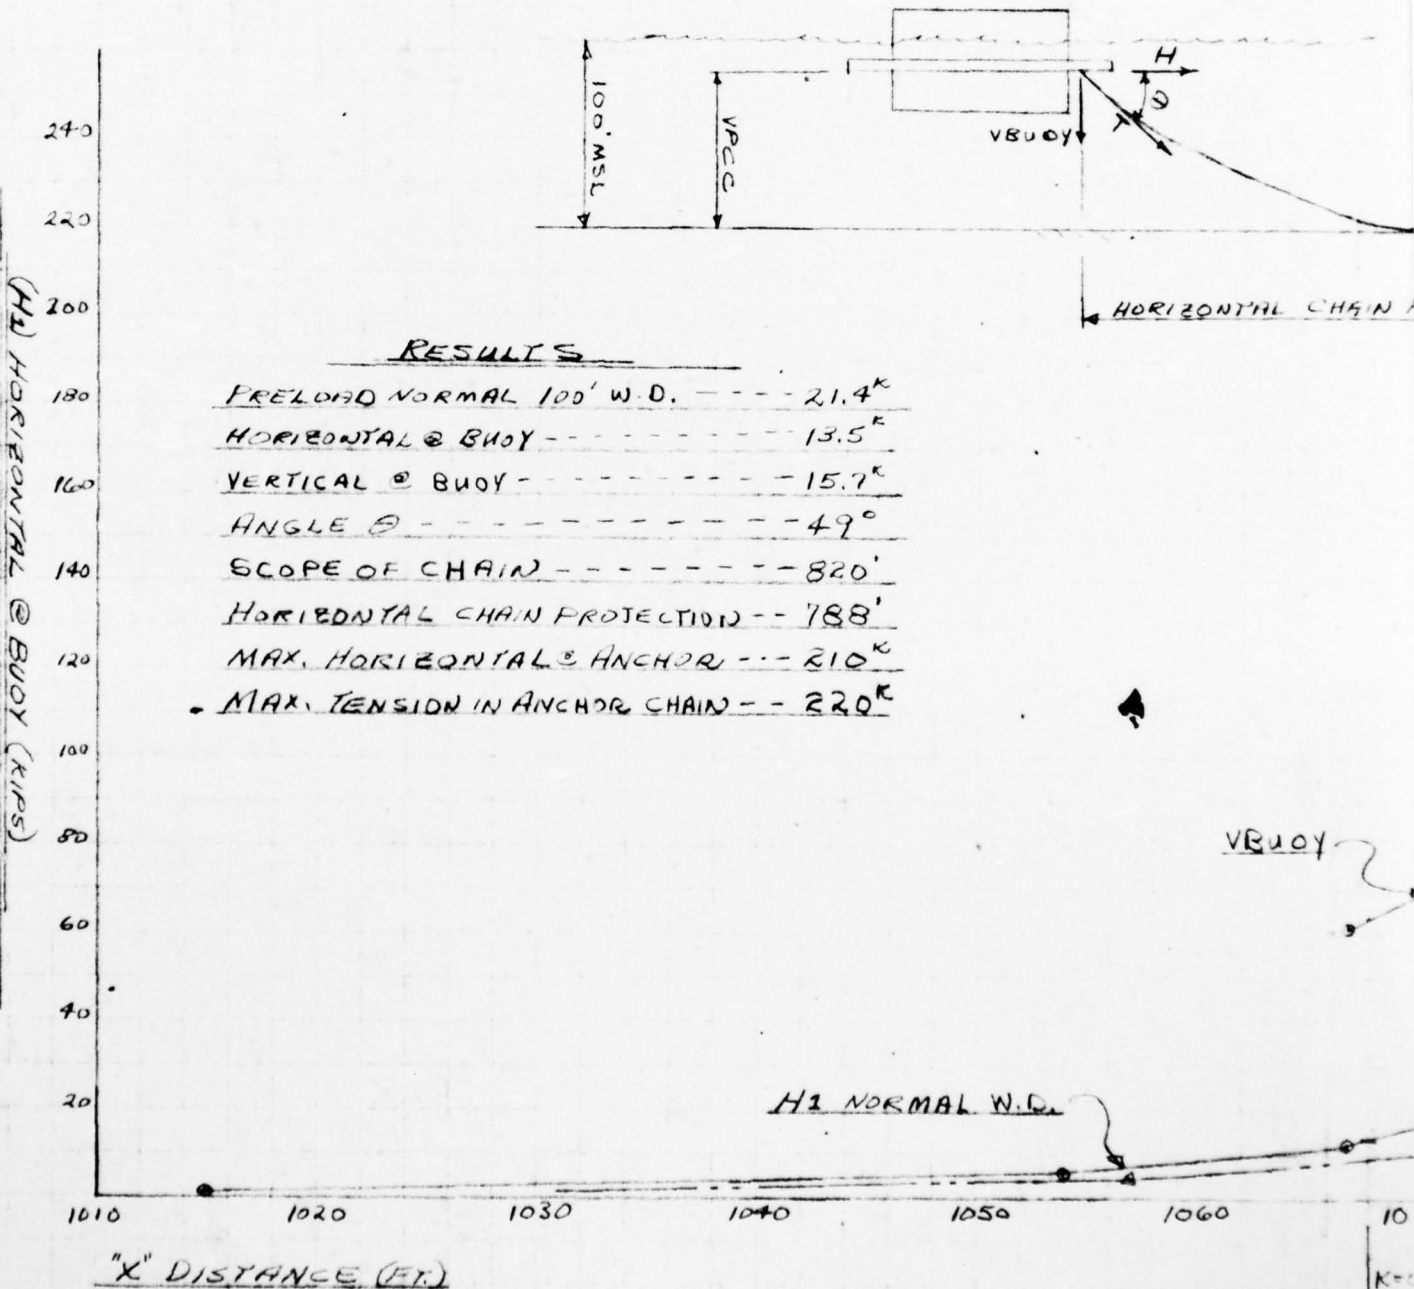 H
θ
100' MSL
VPCC
VBUOY
T
HORIZONTAL CHAIN
RESULTS
PRELOAD NORMAL 100' W.D. ---- 21.4ᴷ
HORIZONTAL @ BUOY --------- 13.5ᴷ
VERTICAL @ BUOY --------- 15.7ᴷ
ANGLE θ ----------- 49°
SCOPE OF CHAIN -------- 820'
HORIZONTAL CHAIN PROJECTION -- 788'
MAX. HORIZONTAL @ ANCHOR --- 210ᴷ
MAX. TENSION IN ANCHOR CHAIN -- 220ᴷ
(H1) HORIZONTAL @ BUOY (KIPS)
240
220
200
180
160
140
120
100
80
60
40
20
VBUOY
H1 NORMAL W.D.
1010 1020 1030 1040 1050 1060 10
"X" DISTANCE (FT.)
K=